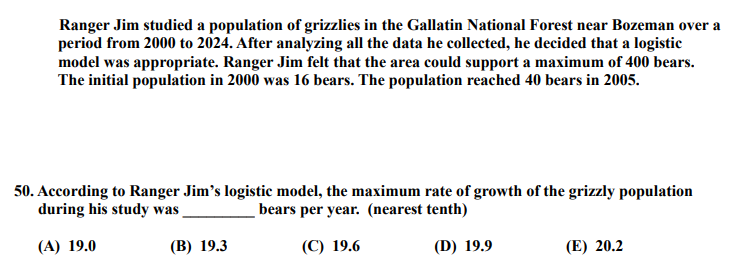 Ranger Jim studied a population of grizzlies in the Gallatin National Forest near Bozeman over a
period from 2000 to 2024. After analyzing all the data he collected, he decided that a logistic
model was appropriate. Ranger Jim felt that the area could support a maximum of 400 bears.
The initial population in 2000 was 16 bears. The population reached 40 bears in 2005.
50. According to Ranger Jim's logistic model, the maximum rate of growth of the grizzly population
during his study was __________ bears per year. (nearest tenth)
(A) 19.0 (B) 19.3 (C) 19.6 (D) 19.9 (E) 20.2